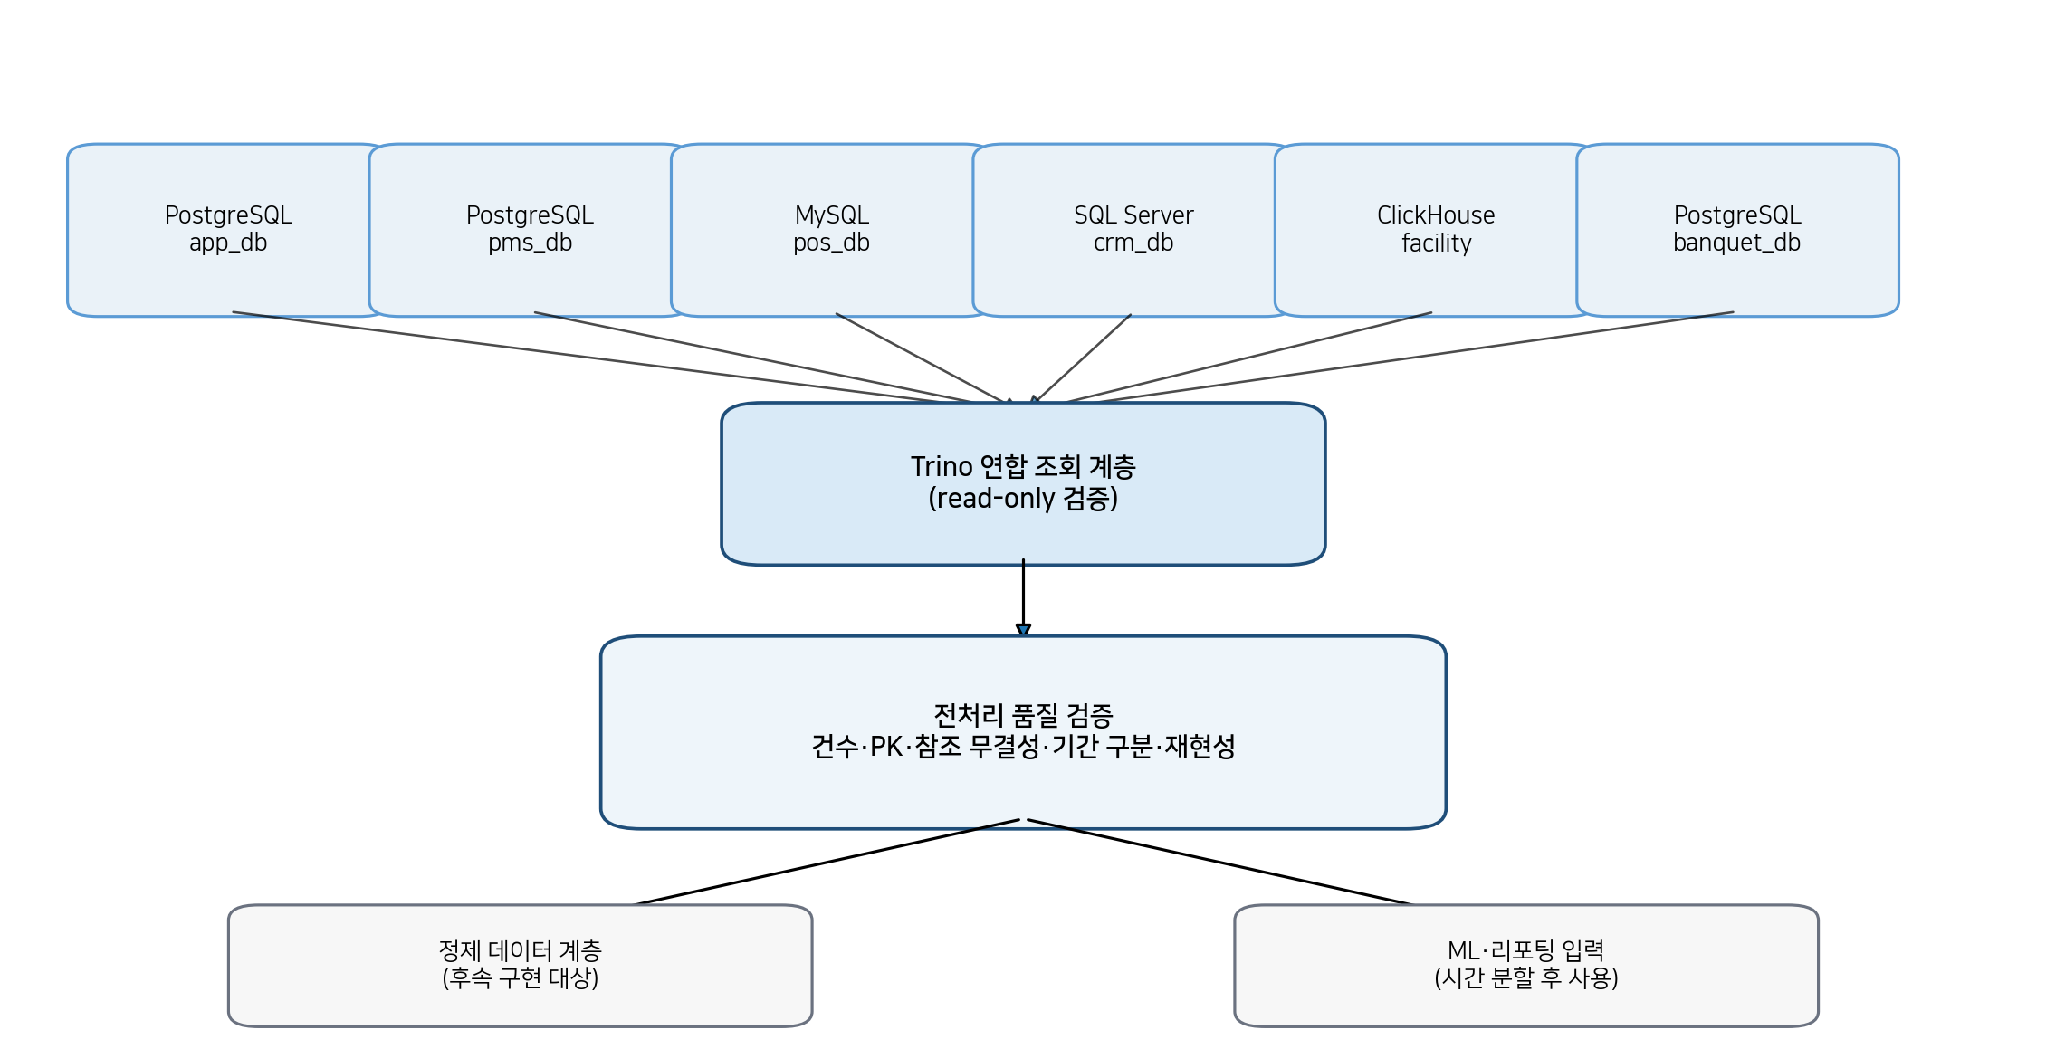 PostgreSQL
app_db
PostgreSQL
pms_db
MySQL
pos_db
SQL Server
crm_db
ClickHouse
facility
PostgreSQL
banquet_db
Trino 연합 조회 계층
(read-only 검증)
전처리 품질 검증
건수·PK·참조 무결성·기간 구분·재현성
정제 데이터 계층
(후속 구현 대상)
ML·리포팅 입력
(시간 분할 후 사용)